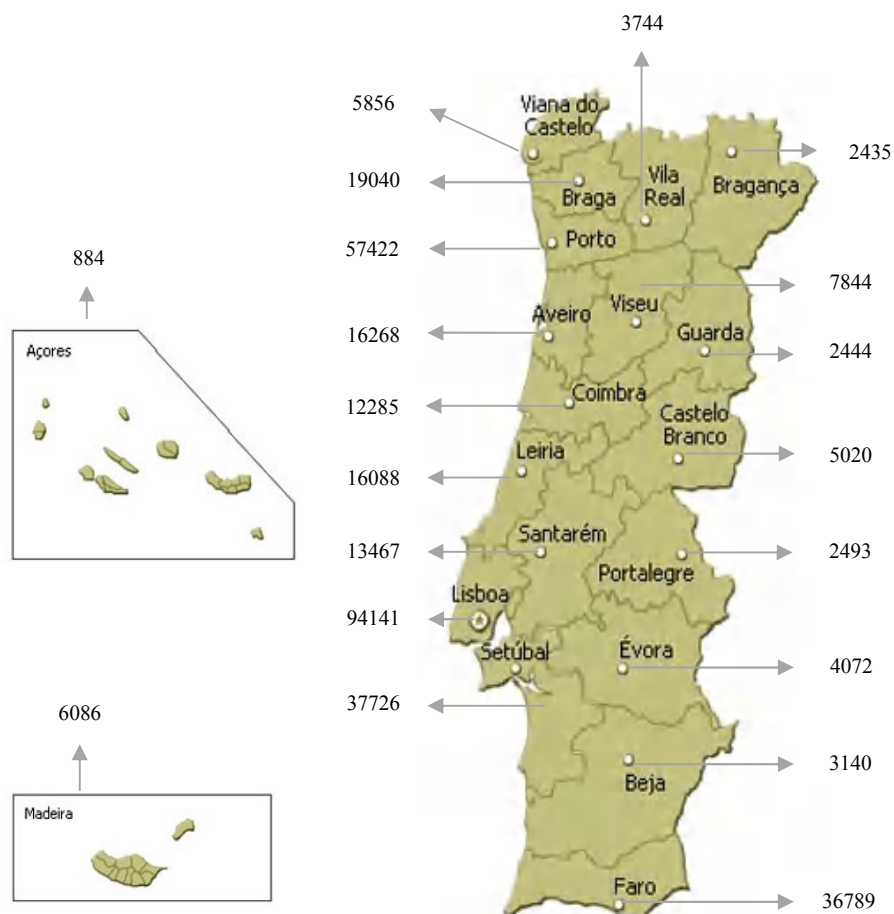 3744
5856
Viana do
Castelo
2435
19040
Braga
Vila
Real
Bragança
57422
Porto
884
7844
Açores
16268
Aveiro
Viseu
Guarda
2444
12285
Coimbra
Castelo
Branco
5020
16088
Leiria
13467
Santarém
Portalegre
2493
Lisboa
94141
Setúbal
Évora
4072
37726
6086
3140
Beja
Madeira
Faro
36789